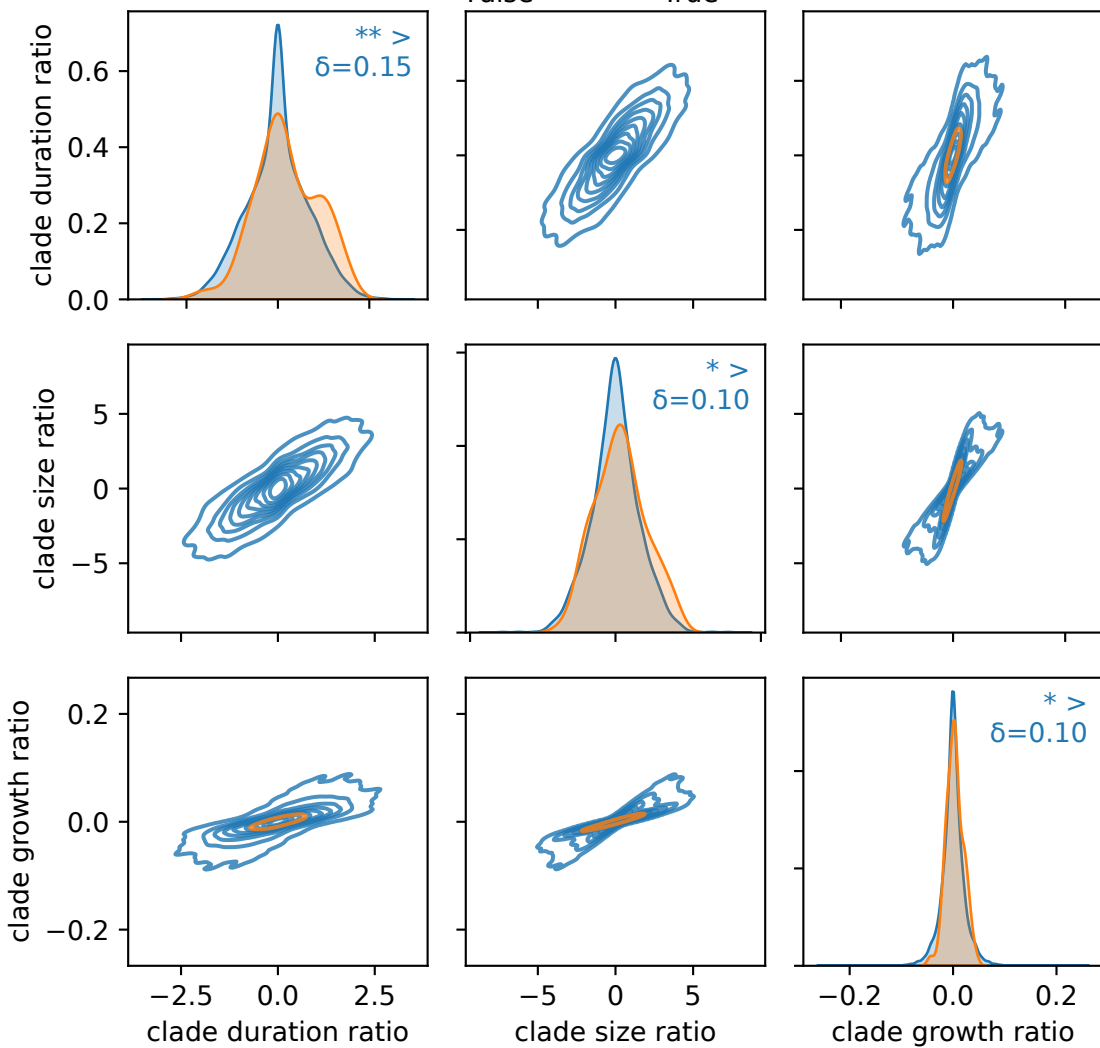 True
** >
δ=0.15
0.6
0.4
0.2
0.0
clade duration ratio
* >
δ=0.10
5
0
−5
clade size ratio
* >
δ=0.10
0.2
0.0
−0.2
clade growth ratio
−2.5 0.0 2.5
−5 0 5
−0.2 0.0 0.2
clade duration ratio
clade size ratio
clade growth ratio